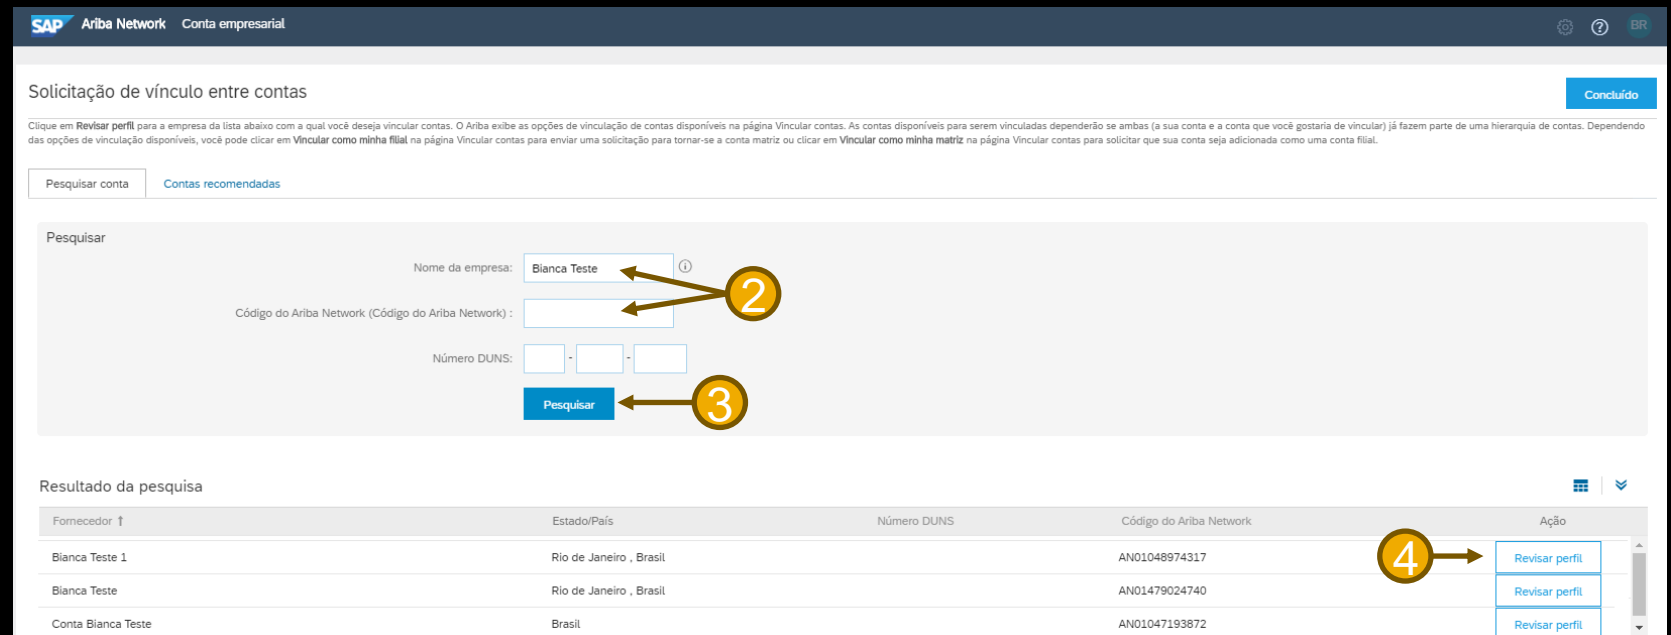 SAP Ariba Network Conta empresarial BR
Solicitação de vínculo entre contas
Concluído
Clique em Revisar perfil para a empresa da lista abaixo com a qual você deseja vincular contas. O Ariba exibe as opções de vinculação de contas disponíveis na página Vincular contas. As contas disponíveis para serem vinculadas dependerão se ambas (a sua conta e a conta que você gostaria de vincular) já fazem parte de uma hierarquia de contas. Dependendo
das opções de vinculação disponíveis, você pode clicar em Vincular como minha filial na página Vincular contas para enviar uma solicitação para tornar-se a conta matriz ou clicar em Vincular como minha matriz na página Vincular contas para solicitar que sua conta seja adicionada como uma conta filial.
Pesquisar conta Contas recomendadas
Pesquisar
Nome da empresa: Bianca Teste
2
Código do Ariba Network (Código do Ariba Network) :
Número DUNS: - -
Pesquisar 3
Resultado da pesquisa
Fornecedor ↑ Estado/País Número DUNS Código do Ariba Network Ação
Bianca Teste 1 Rio de Janeiro , Brasil AN01048974317 4 Revisar perfil
Bianca Teste Rio de Janeiro , Brasil AN01479024740 Revisar perfil
Conta Bianca Teste Brasil AN01047193872 Revisar perfil